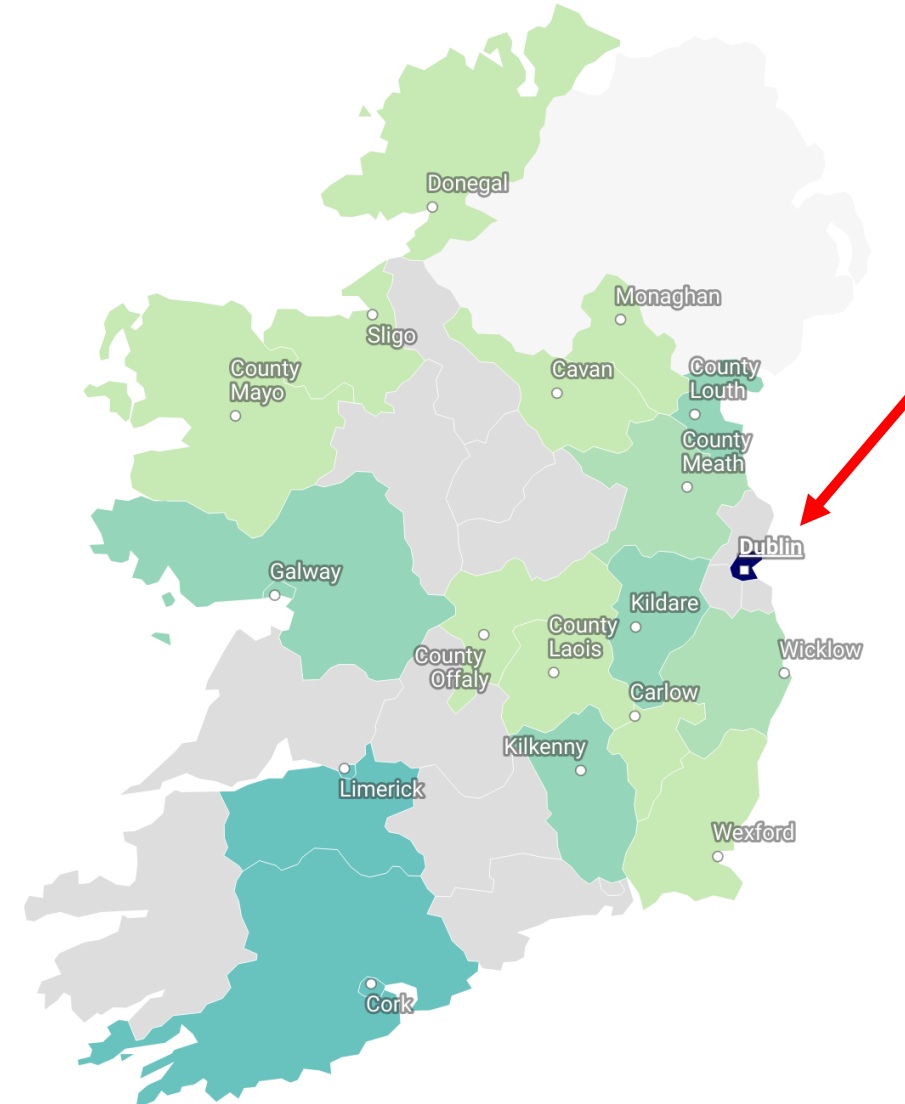 Donegal
Monaghan
Sligo
County
Mayo
Cavan
County
Louth
County
Meath
Dublin
Galway
Kildare
County
Laois
County
Offaly
Wicklow
Carlow
Kilkenny
Limerick
Wexford
Cork